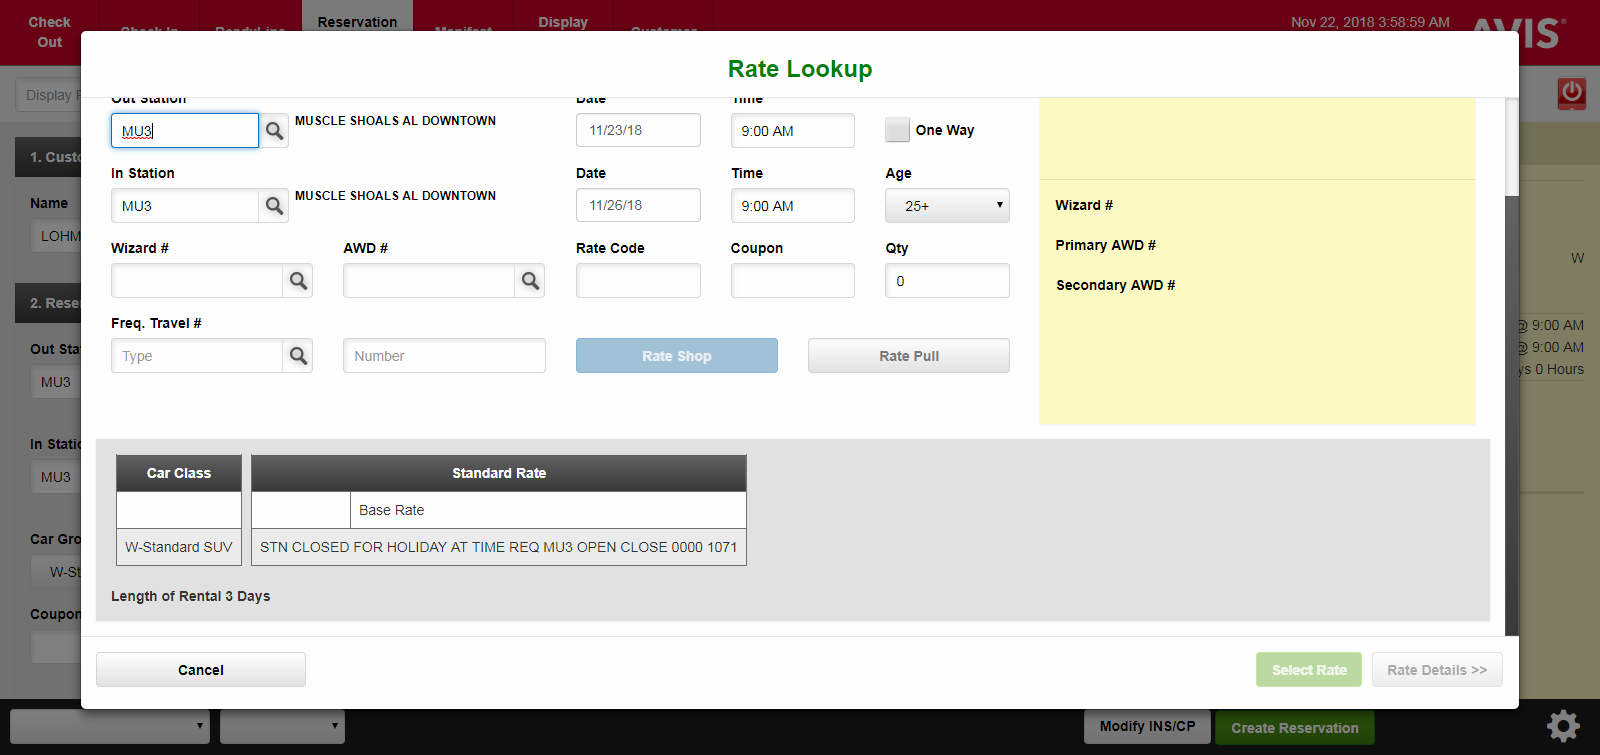 Check Out
Check In
ReadyLine
Reservation
Manifest
Display
Customer
Nov 22, 2018 3:58:59 AM
AVIS
Rate Lookup
Display
Out Station
Date
Time
MU3
MUSCLE SHOALS AL DOWNTOWN
11/23/18
9:00 AM
One Way
1. Custo
In Station
Date
Time
Age
Name
MU3
MUSCLE SHOALS AL DOWNTOWN
11/26/18
9:00 AM
25+
Wizard #
LOHM
Wizard #
AWD #
Rate Code
Coupon
Qty
Primary AWD #
W
0
Secondary AWD #
2. Rese
Freq. Travel #
@ 9:00 AM
Out Sta
Type
Number
Rate Shop
Rate Pull
@ 9:00 AM
ys 0 Hours
MU3
In Static
Car Class
Standard Rate
MU3
Base Rate
Car Gro
W-Standard SUV
STN CLOSED FOR HOLIDAY AT TIME REQ MU3 OPEN CLOSE 0000 1071
W-St
Length of Rental 3 Days
Coupon
Cancel
Select Rate
Rate Details >>
Modify INS/CP
Create Reservation